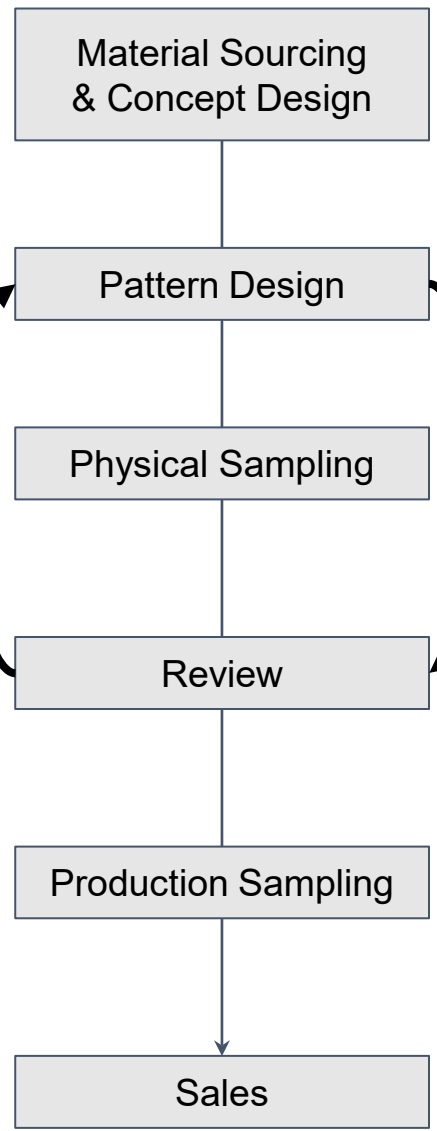 Material Sourcing
& Concept Design
Pattern Design
Physical Sampling
Review
Production Sampling
Sales